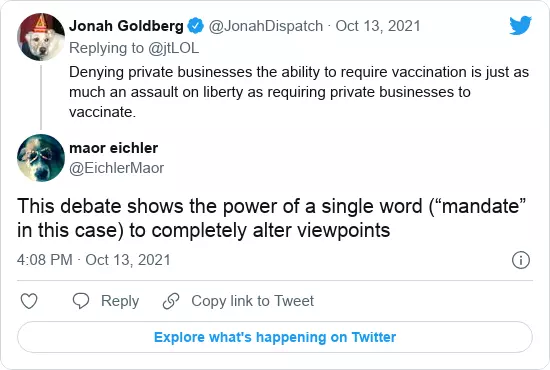 Jonah Goldberg @JonahDispatch · Oct 13, 2021
Replying to @jtLOL
Denying private businesses the ability to require vaccination is just as
much an assault on liberty as requiring private businesses to
vaccinate.
maor eichler
@EichlerMaor
This debate shows the power of a single word (“mandate”
in this case) to completely alter viewpoints
4:08 PM · Oct 13, 2021
Reply Copy link to Tweet
Explore what's happening on Twitter